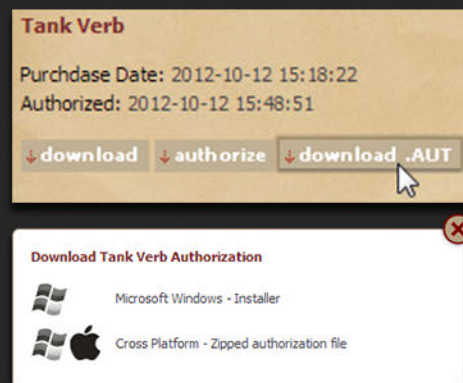 Tank Verb
Purchdase Date: 2012-10-12 15:18:22
Authorized: 2012-10-12 15:48:51
download authorize download .AUT
Download Tank Verb Authorization
Microsoft Windows - Installer
Cross Platform - Zipped authorization file